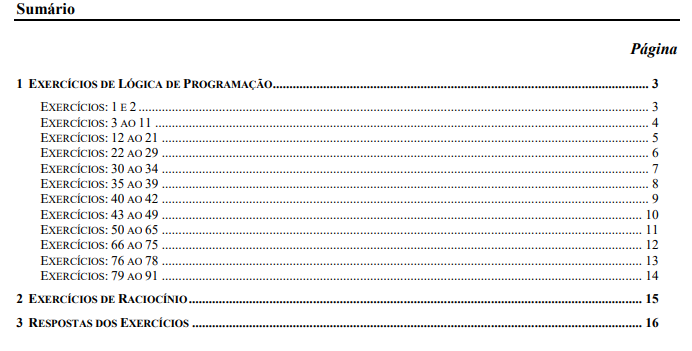 Sumário
Página
1 EXERCÍCIOS DE LÓGICA DE PROGRAMAÇÃO.......... 3
EXERCÍCIOS: 1 E 2 .......... 3
EXERCÍCIOS: 3 AO 11 .......... 4
EXERCÍCIOS: 12 AO 21 .......... 5
EXERCÍCIOS: 22 AO 29 .......... 6
EXERCÍCIOS: 30 AO 34 .......... 7
EXERCÍCIOS: 35 AO 39 .......... 8
EXERCÍCIOS: 40 AO 42 .......... 9
EXERCÍCIOS: 43 AO 49 .......... 10
EXERCÍCIOS: 50 AO 65 .......... 11
EXERCÍCIOS: 66 AO 75 .......... 12
EXERCÍCIOS: 76 AO 78 .......... 13
EXERCÍCIOS: 79 AO 91 .......... 14
2 EXERCÍCIOS DE RACIOCÍNIO.......... 15
3 RESPOSTAS DOS EXERCÍCIOS .......... 16